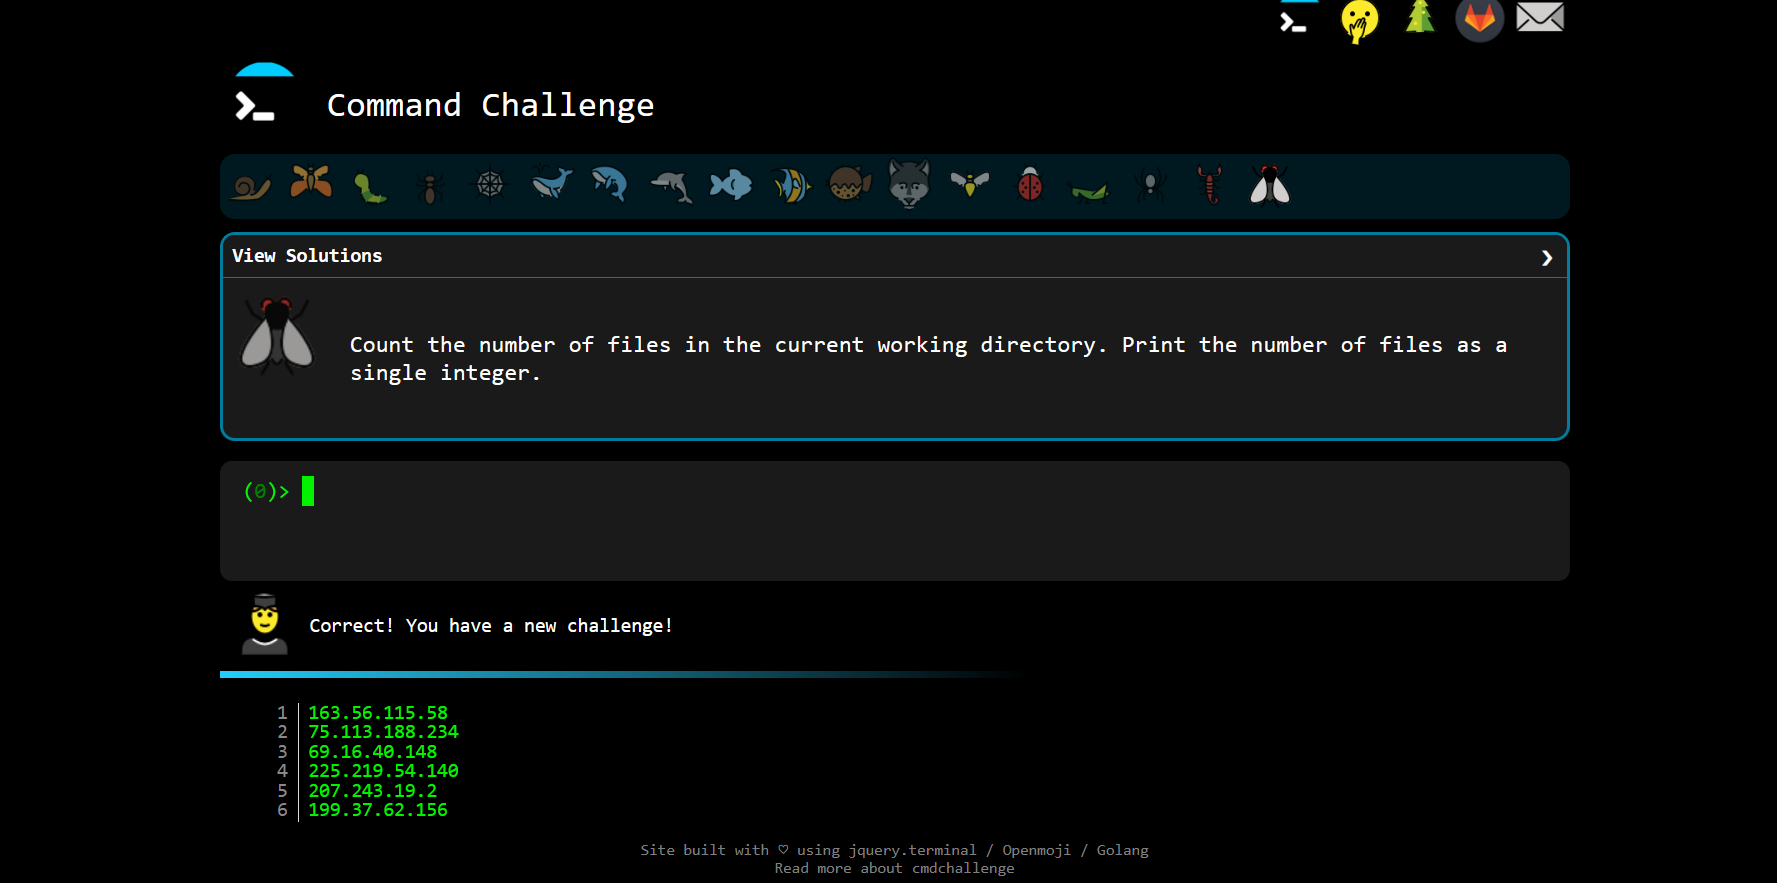 Command Challenge
View Solutions
Count the number of files in the current working directory. Print the number of files as a
single integer.
(0)>
Correct! You have a new challenge!
1 163.56.115.58
2 75.113.188.234
3 69.16.40.148
4 225.219.54.140
5 207.243.19.2
6 199.37.62.156
Site built with ♡ using jquery.terminal / Openmoji / Golang
Read more about cmdchallenge